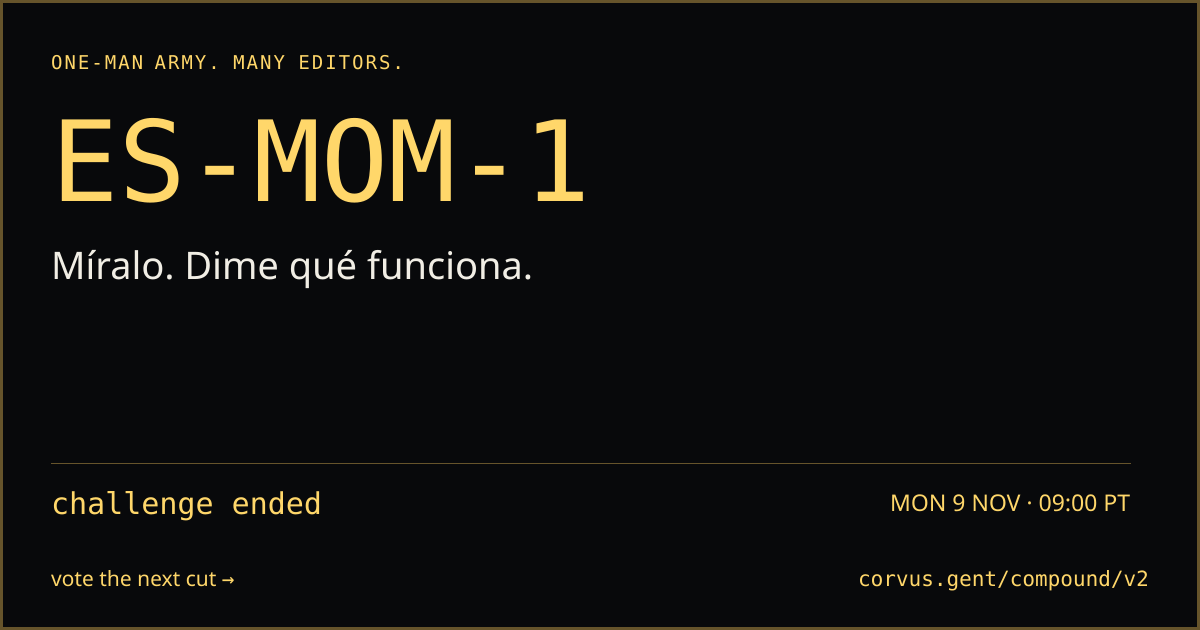 ONE-MAN ARMY. MANY EDITORS.
ES-MOM-1
Míralo. Dime qué funciona.
challenge ended
MON 9 NOV · 09:00 PT
vote the next cut →
corvus.gent/compound/v2